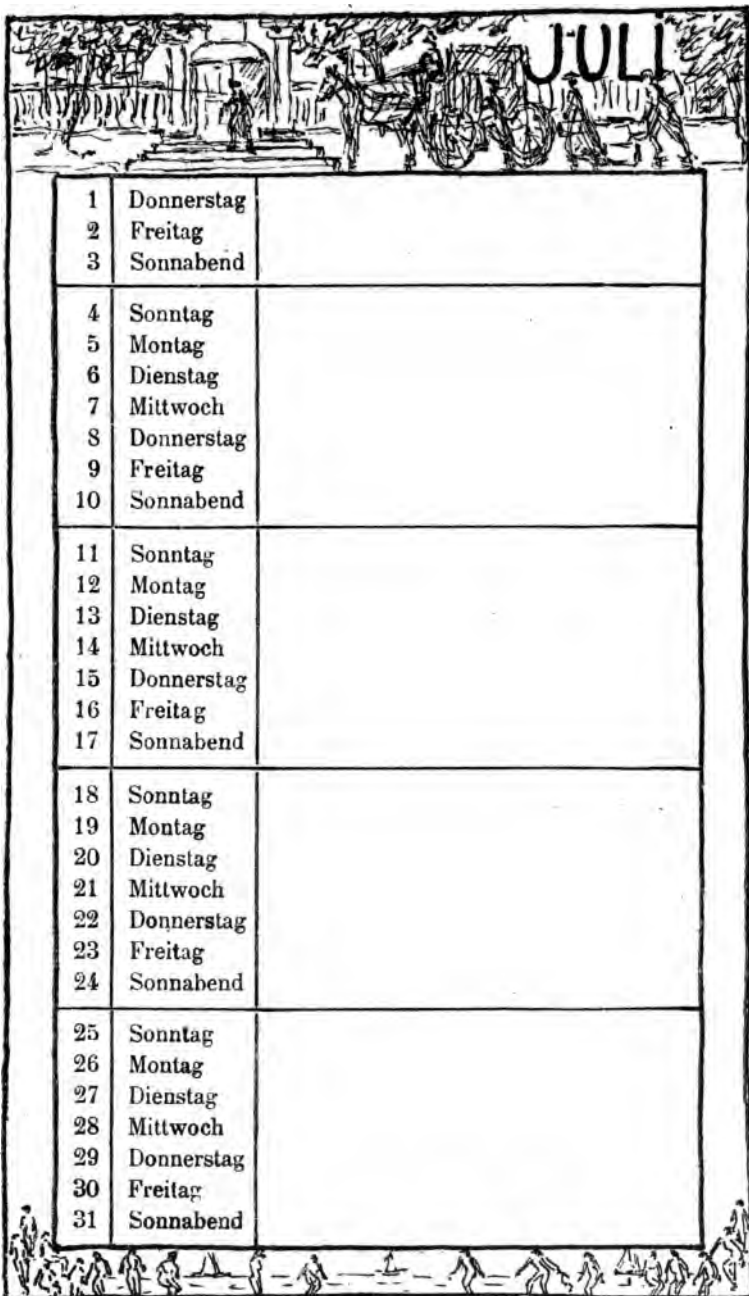 JULI
1 Donnerstag
2 Freitag
3 Sonnabend
4 Sonntag
5 Montag
6 Dienstag
7 Mittwoch
8 Donnerstag
9 Freitag
10 Sonnabend
11 Sonntag
12 Montag
13 Dienstag
14 Mittwoch
15 Donnerstag
16 Freitag
17 Sonnabend
18 Sonntag
19 Montag
20 Dienstag
21 Mittwoch
22 Donnerstag
23 Freitag
24 Sonnabend
25 Sonntag
26 Montag
27 Dienstag
28 Mittwoch
29 Donnerstag
30 Freitag
31 Sonnabend